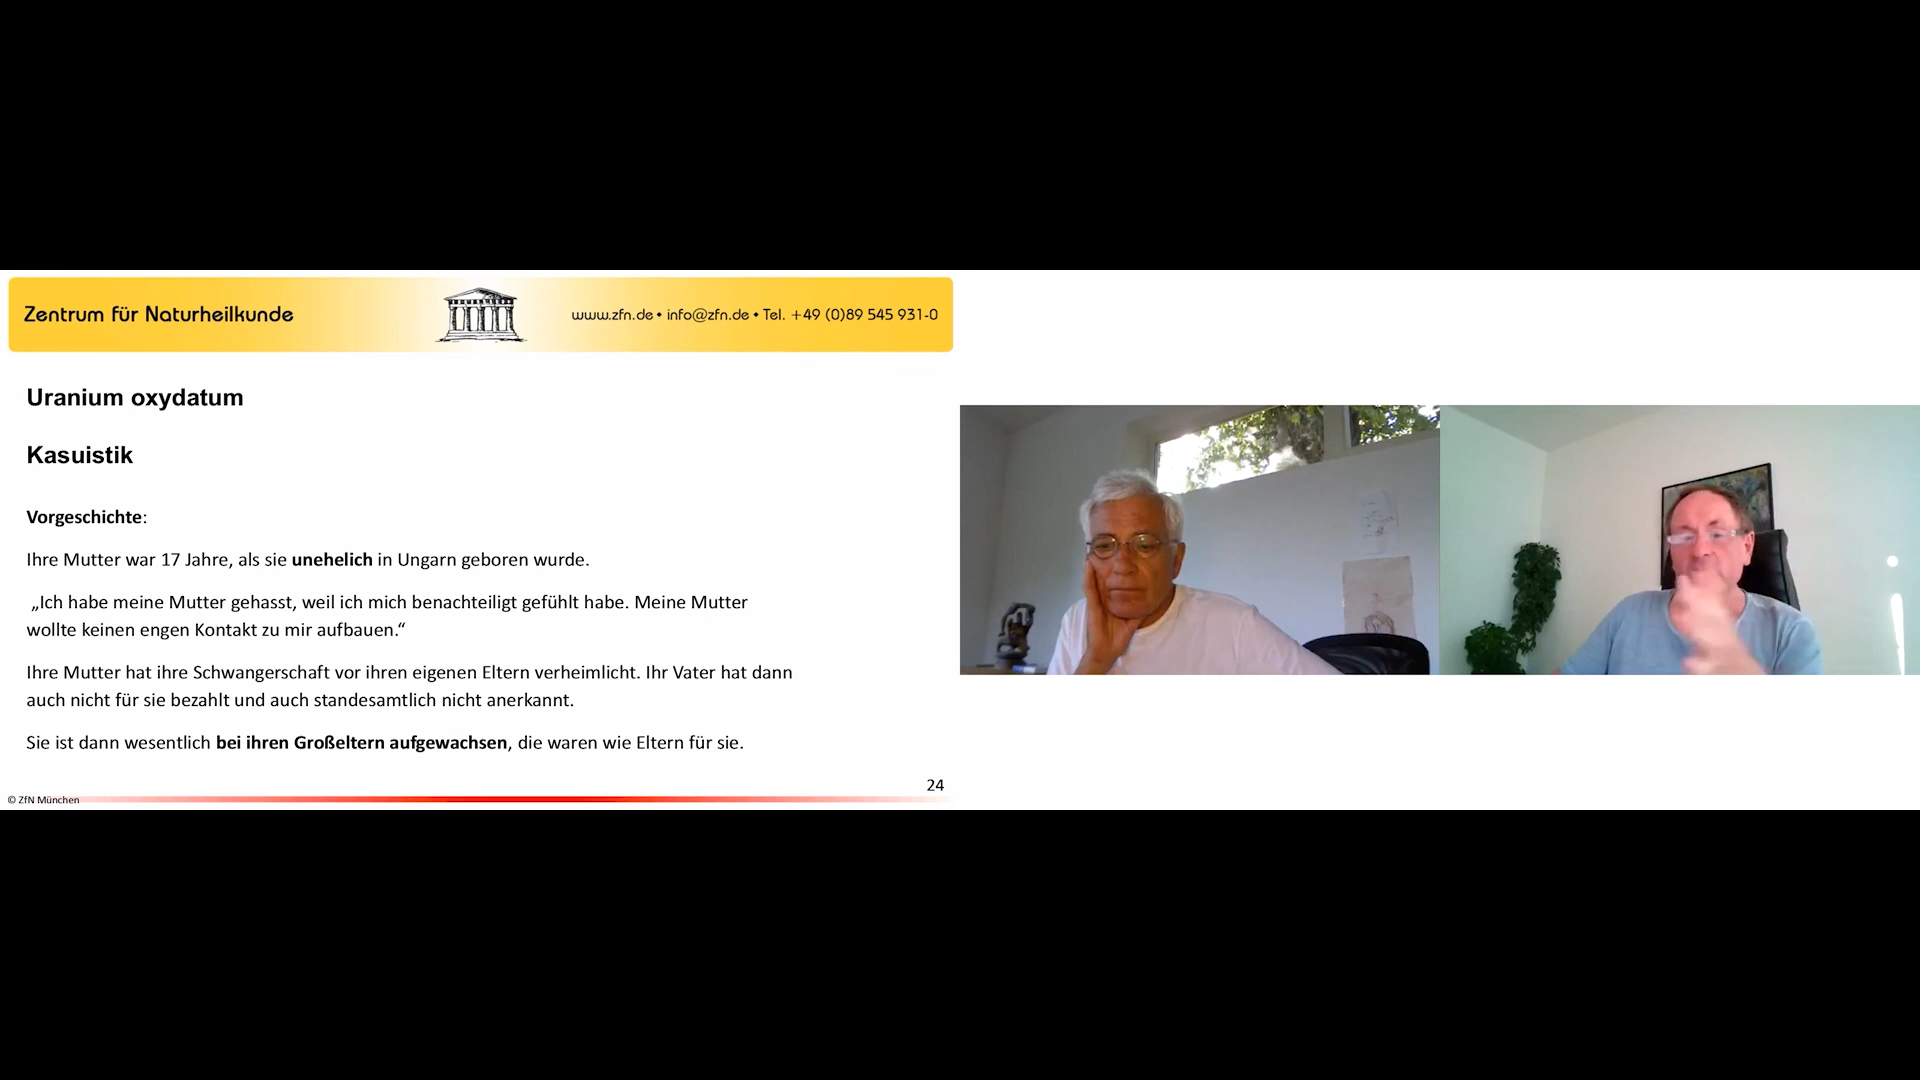 Zentrum für Naturheilkunde
www.zfn.de • info@zfn.de • Tel. +49 (0)89 545 931-0
Uranium oxydatum
Kasuistik
Vorgeschichte:
Ihre Mutter war 17 Jahre, als sie unehelich in Ungarn geboren wurde.
„Ich habe meine Mutter gehasst, weil ich mich benachteiligt gefühlt habe. Meine Mutter
wollte keinen engen Kontakt zu mir aufbauen.“
Ihre Mutter hat ihre Schwangerschaft vor ihren eigenen Eltern verheimlicht. Ihr Vater hat dann
auch nicht für sie bezahlt und auch standesamtlich nicht anerkannt.
Sie ist dann wesentlich bei ihren Großeltern aufgewachsen, die waren wie Eltern für sie.
24
© ZfN München